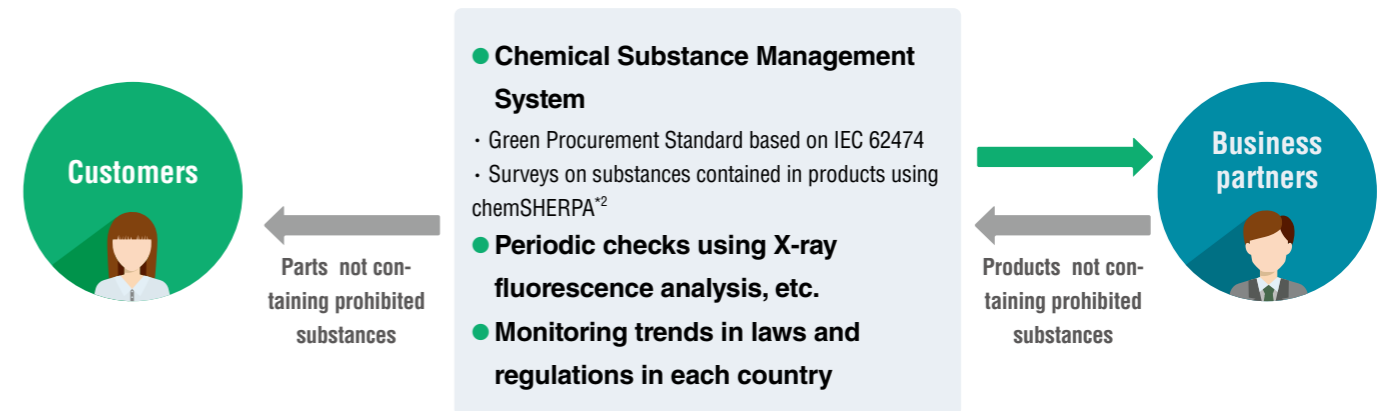 Customers
Parts not con-
taining prohibited
substances
● Chemical Substance Management
System
・Green Procurement Standard based on IEC 62474
・Surveys on substances contained in products using
chemSHERPA*2
● Periodic checks using X-ray
fluorescence analysis, etc.
● Monitoring trends in laws and
regulations in each country
Products not con-
taining prohibited
substances
Business
partners